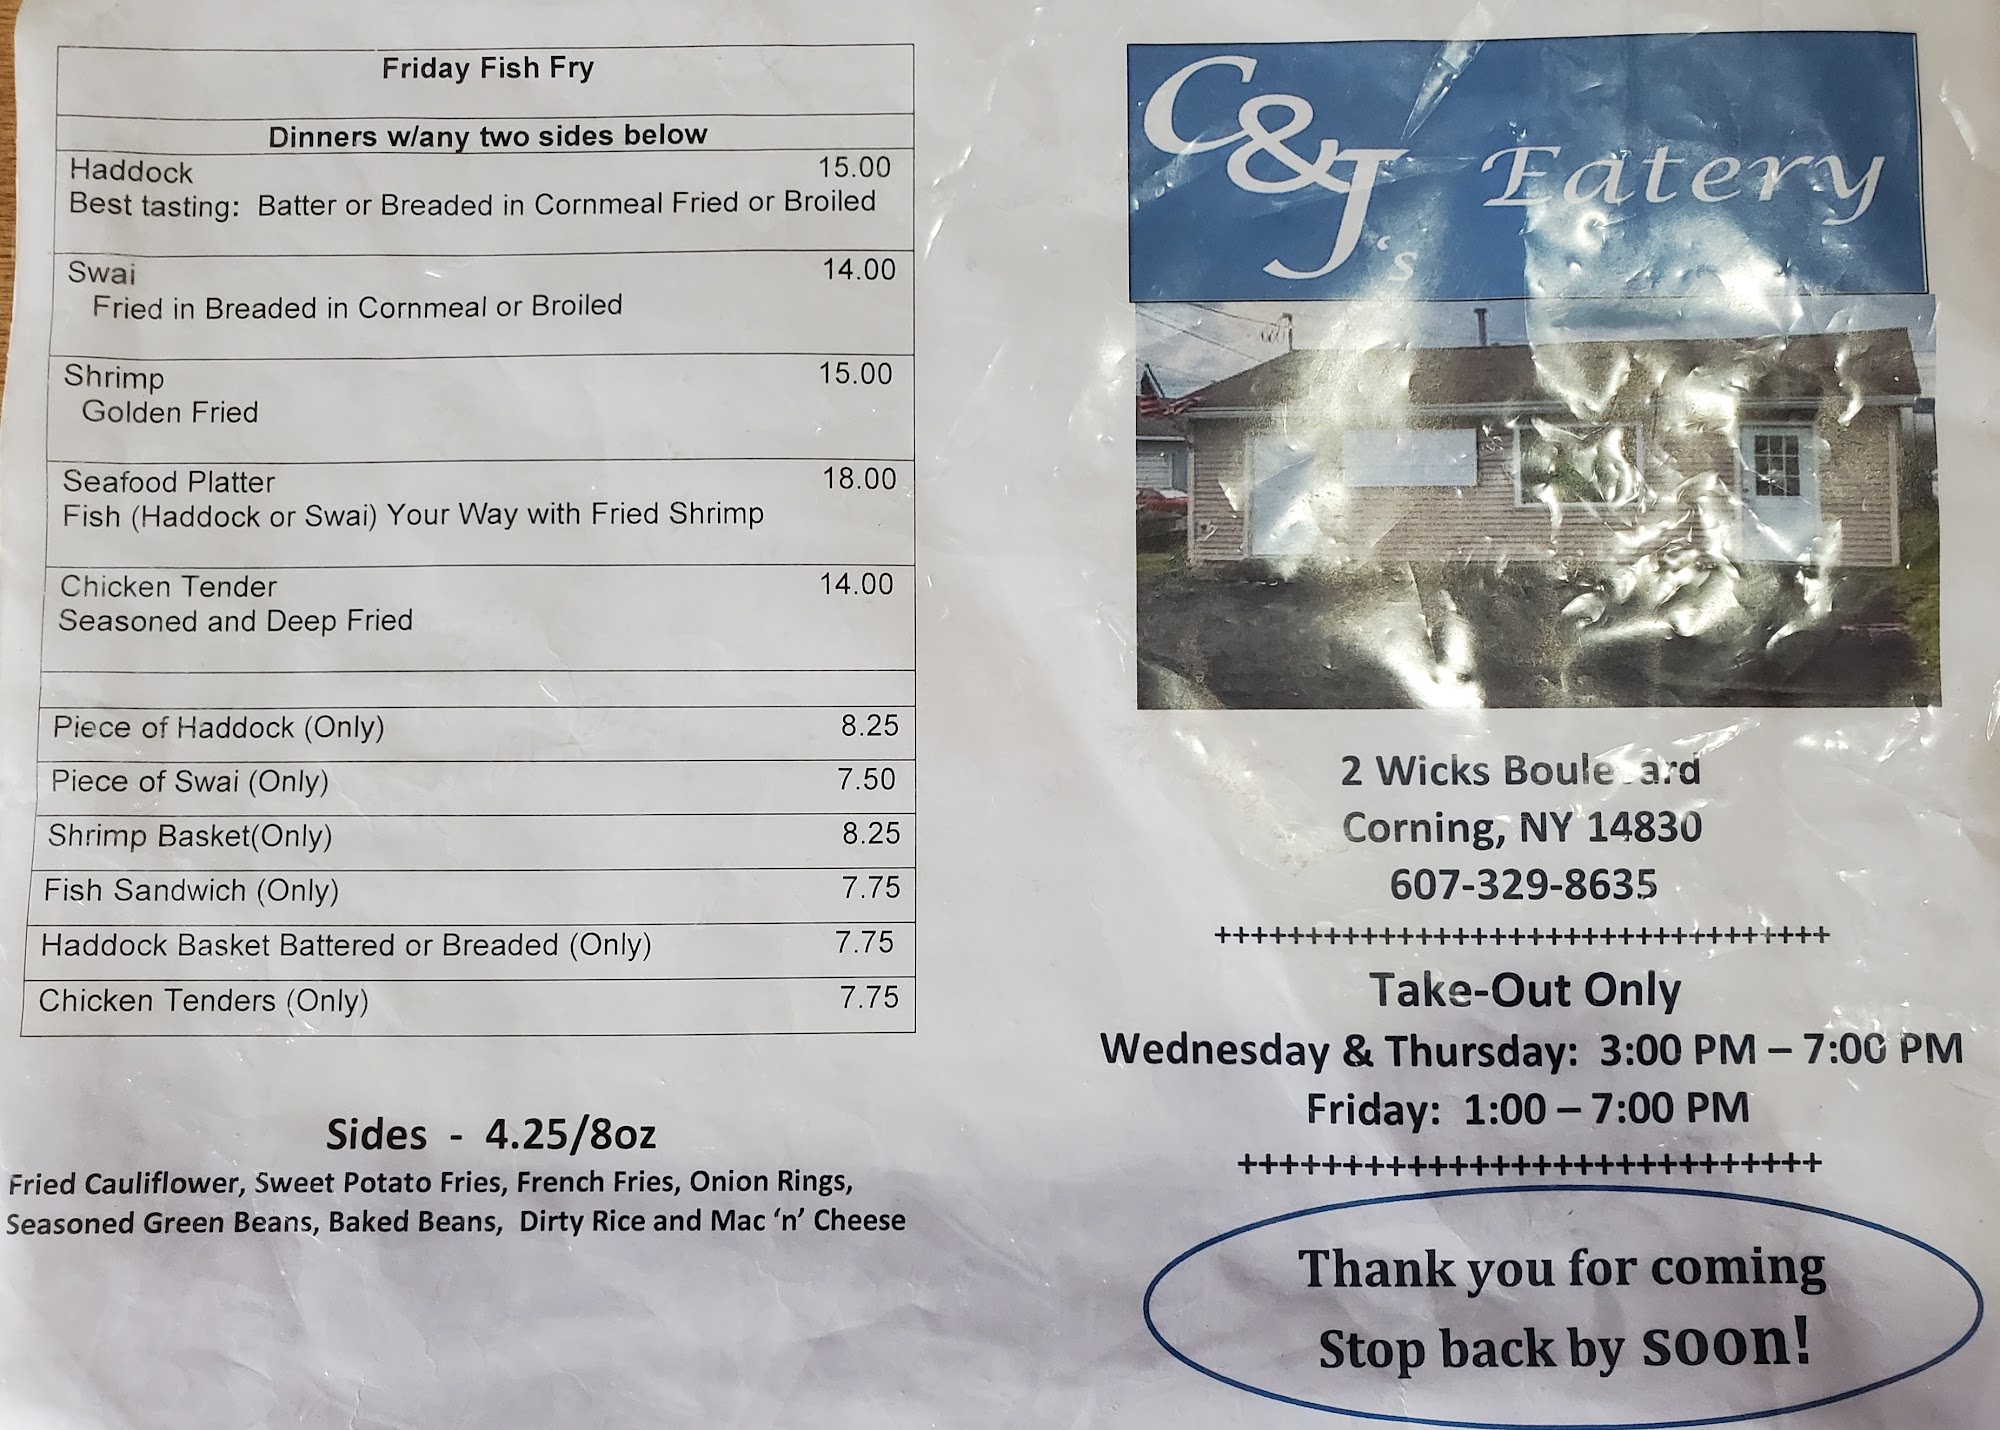 Friday Fish Fry
Dinners w/any two sides below
Haddock 15.00
Best tasting: Batter or Breaded in Cornmeal Fried or Broiled
Swai 14.00
Fried in Breaded in Cornmeal or Broiled
Shrimp 15.00
Golden Fried
Seafood Platter 18.00
Fish (Haddock or Swai) Your Way with Fried Shrimp
Chicken Tender 14.00
Seasoned and Deep Fried
Piece of Haddock (Only) 8.25
Piece of Swai (Only) 7.50
Shrimp Basket(Only) 8.25
Fish Sandwich (Only) 7.75
Haddock Basket Battered or Breaded (Only) 7.75
Chicken Tenders (Only) 7.75
Sides - 4.25/8oz
Fried Cauliflower, Sweet Potato Fries, French Fries, Onion Rings,
Seasoned Green Beans, Baked Beans, Dirty Rice and Mac ‘n’ Cheese
C&J‘s Eatery
2 Wicks Boulevard
Corning, NY 14830
607-329-8635
++++++++++++++++++++++++++++++++++
Take-Out Only
Wednesday & Thursday: 3:00 PM – 7:00 PM
Friday: 1:00 – 7:00 PM
++++++++++++++++++++++++++++
Thank you for coming
Stop back by soon!